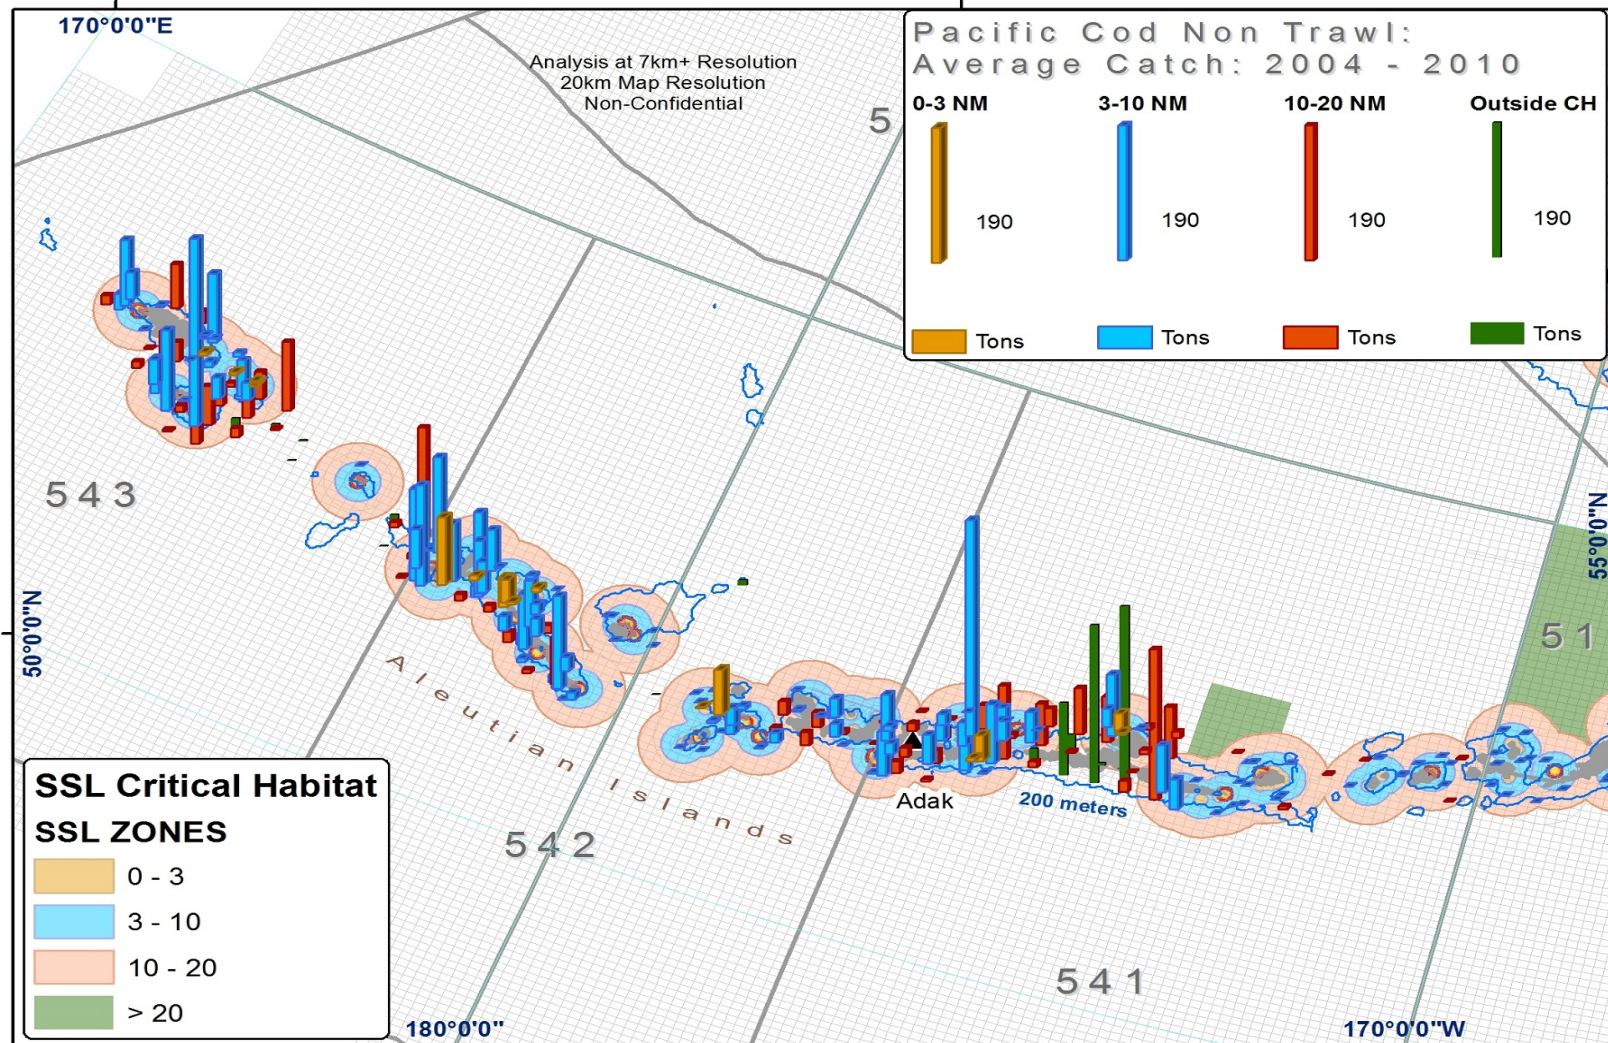 170°0'0"E
Analysis at 7km+ Resolution
20km Map Resolution
Non-Confidential
5
Pacific Cod Non Trawl:
Average Catch: 2004 - 2010
0-3 NM 3-10 NM 10-20 NM Outside CH
190 190 190 190
Tons Tons Tons Tons
543
55°0'0"N
50°0'0"N
51
Aleutian Islands
Adak
200 meters
542
541
SSL Critical Habitat
SSL ZONES
0 - 3
3 - 10
10 - 20
> 20
180°0'0"
170°0'0"W